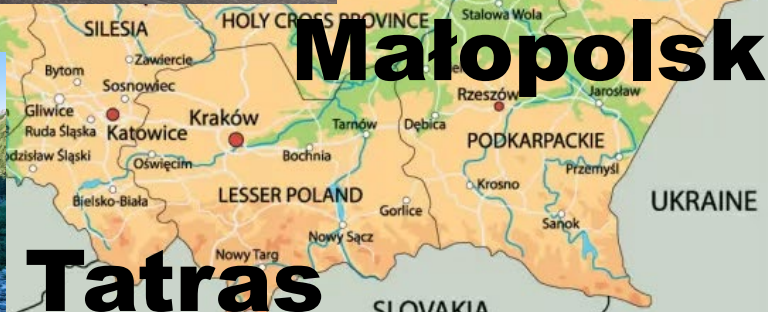 HOLY CROSS PROVINCE
Stalowa Wola
SILESIA
Małopolsk
Zawiercie
Bytom
Sosnowiec
Rzeszów
Jarosław
Gliwice
Kraków
Ruda Śląska
Katowice
Tarnów
Dębica
PODKARPACKIE
odzisław Śląski
Oświęcim
Bochnia
Przemyśl
Krosno
Bielsko-Biała
LESSER POLAND
Gorlice
UKRAINE
Sanok
Nowy Sącz
Nowy Targ
Tatras
SLOVAKIA